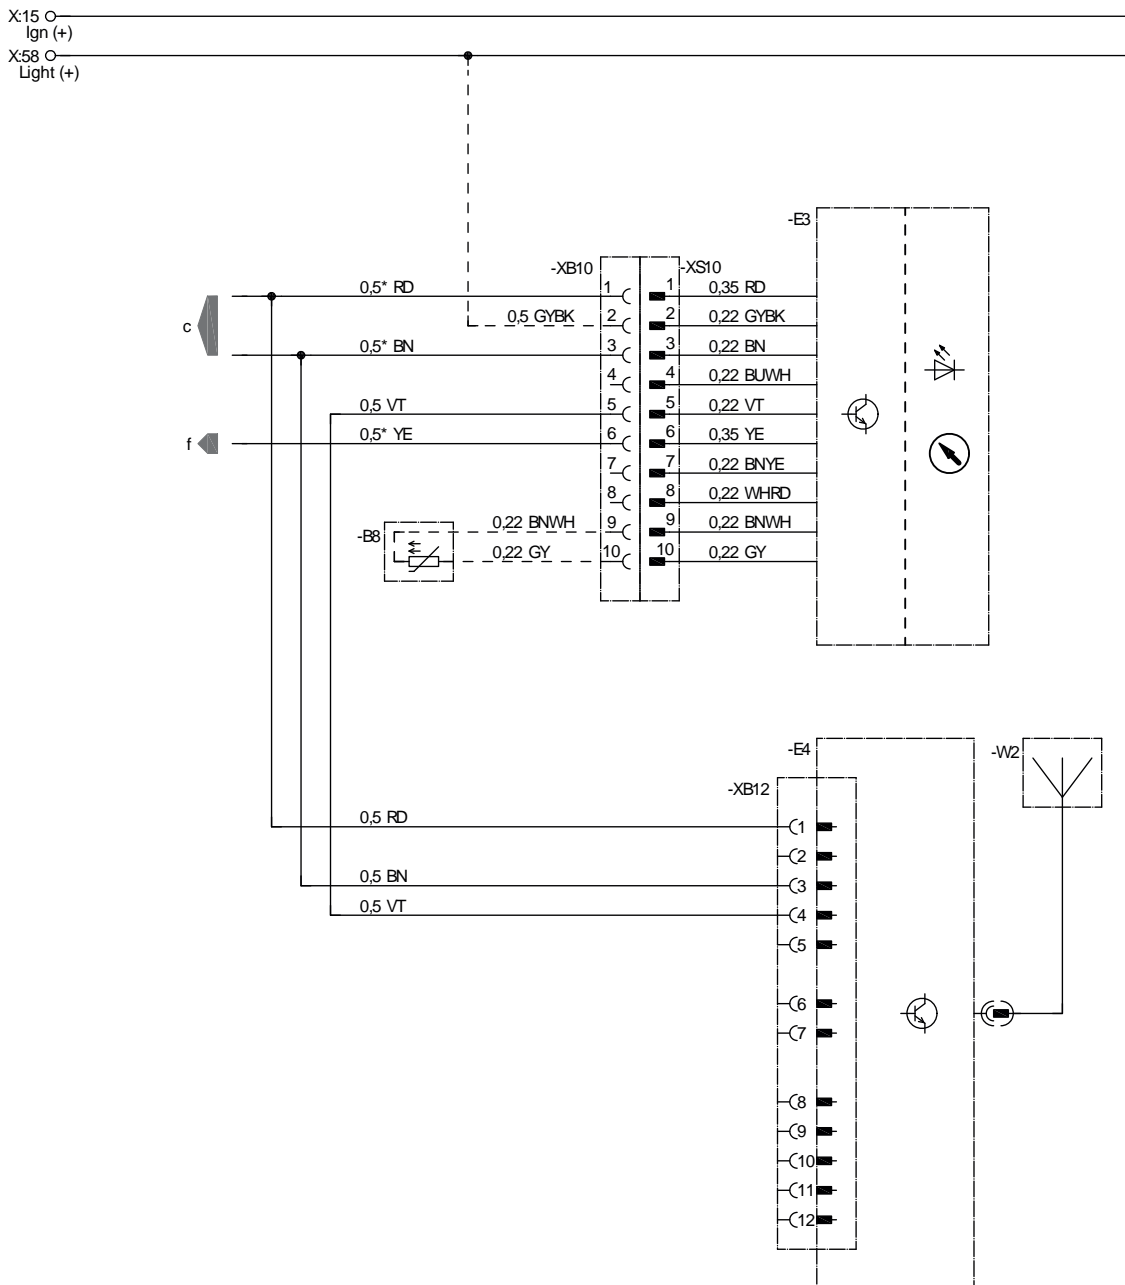 X:15
Ign (+)
X:58
Light (+)
-E3
-XB10
-XS10
c
0,5* RD
1
1
0,35 RD
0,5 GYBK
2
2
0,22 GYBK
0,5* BN
3
3
0,22 BN
4
4
0,22 BUWH
0,5 VT
5
5
0,22 VT
f
0,5* YE
6
6
0,35 YE
7
7
0,22 BNYE
8
8
0,22 WHRD
-B8
0,22 BNWH
9
9
0,22 BNWH
0,22 GY
10
10
0,22 GY
-E4
-W2
-XB12
0,5 RD
1
2
0,5 BN
3
0,5 VT
4
5
6
7
8
9
10
11
12